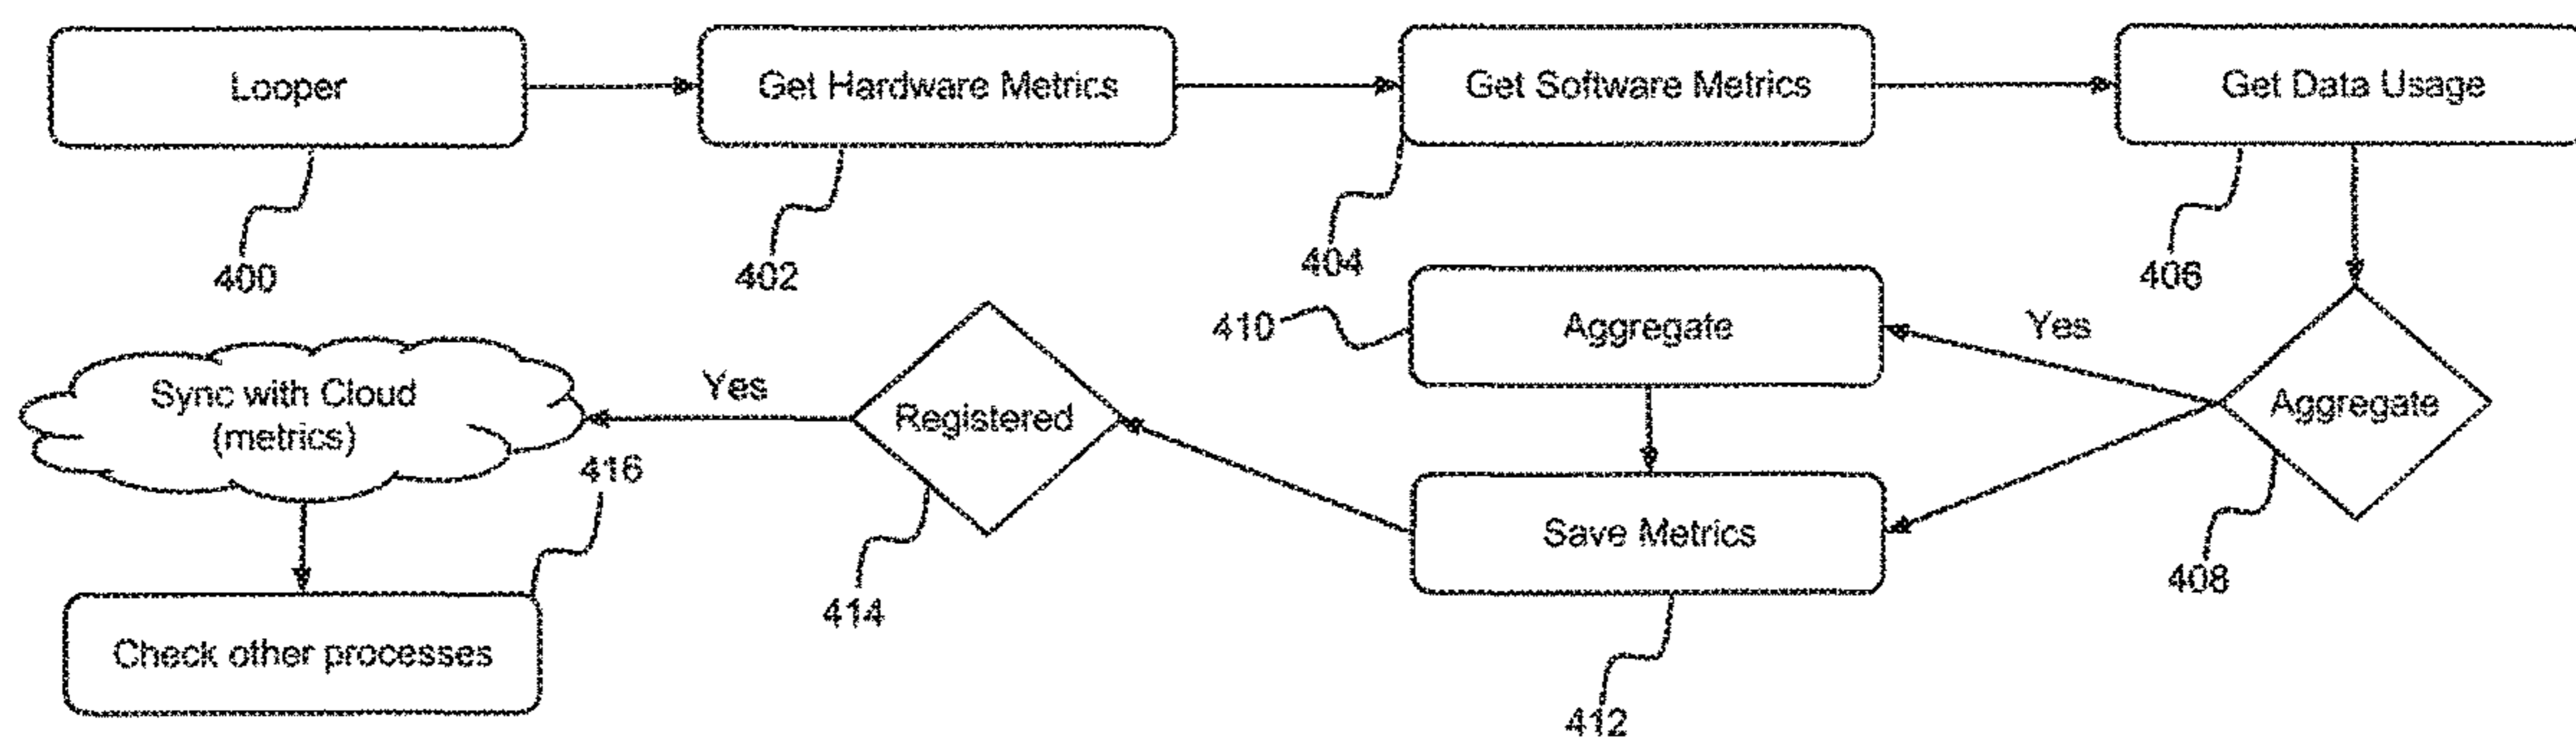 Looper
Get Hardware Metrics
Get Software Metrics
Get Data Usage
400
402
404
406
410
Aggregate
Yes
Aggregate
Sync with Cloud
(metrics)
Yes
Registered
416
Save Metrics
408
Check other processes
414
412